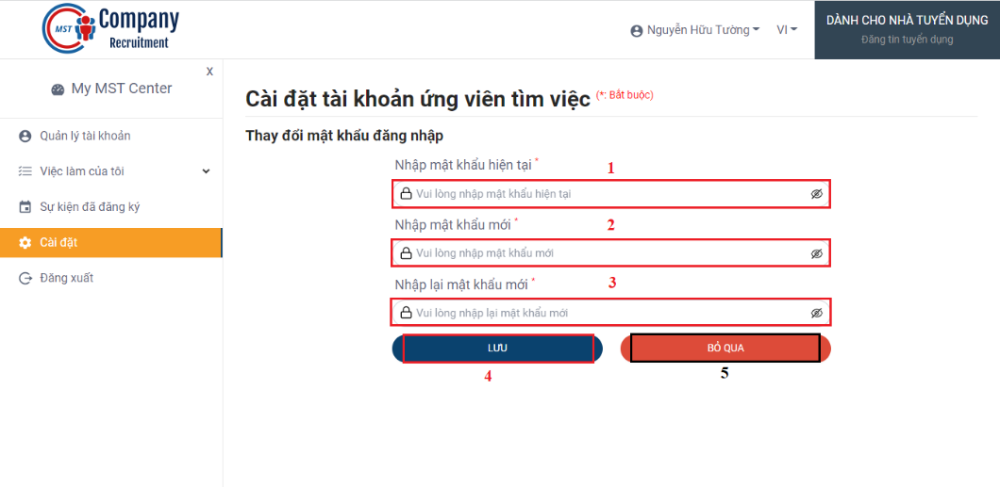 MST Company
Recruitment
Nguyễn Hữu Tường
VI
DÀNH CHO NHÀ TUYỂN DỤNG
Đăng tin tuyển dụng
X
My MST Center
Quản lý tài khoản
Việc làm của tôi
Sự kiện đã đăng ký
Cài đặt
Đăng xuất
Cài đặt tài khoản ứng viên tìm việc (*: Bắt buộc)
Thay đổi mật khẩu đăng nhập
Nhập mật khẩu hiện tại * 1
Vui lòng nhập mật khẩu hiện tại
Nhập mật khẩu mới * 2
Vui lòng nhập mật khẩu mới
Nhập lại mật khẩu mới * 3
Vui lòng nhập lại mật khẩu mới
LƯU
BỎ QUA
4
5